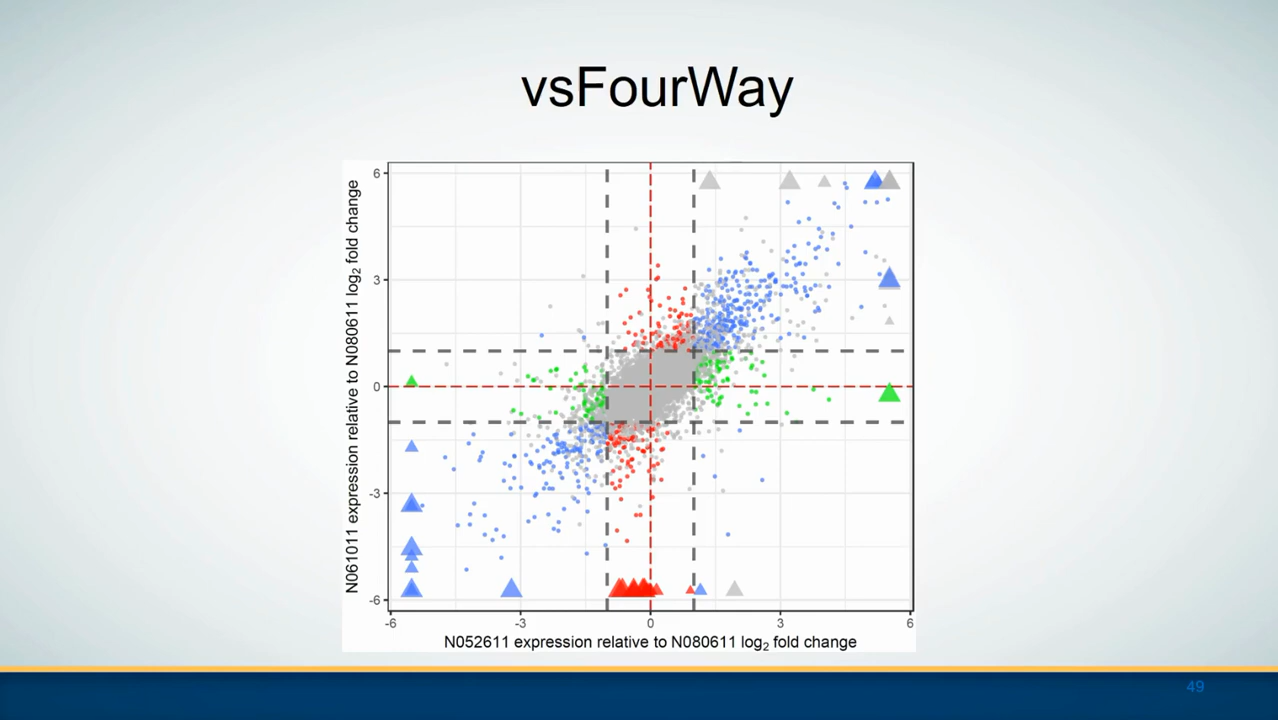 vsFourWay
6
3
0
-3
-6
N061011 expression relative to N080611 log₂ fold change
-6 -3 0 3 6
N052611 expression relative to N080611 log₂ fold change
49